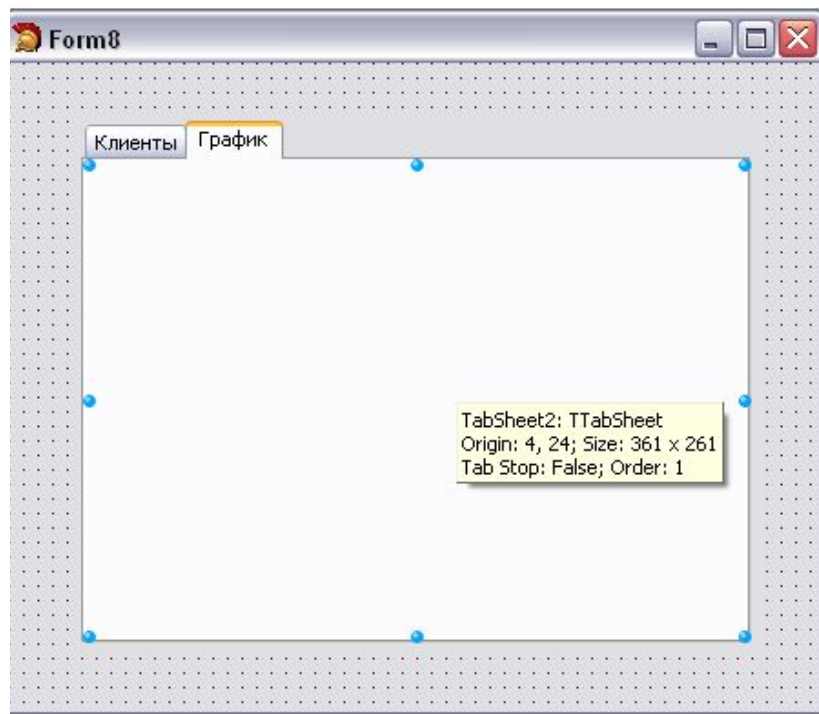 Form8
Клиенты График
TabSheet2: TTabSheet
Origin: 4, 24; Size: 361 x 261
Tab Stop: False; Order: 1